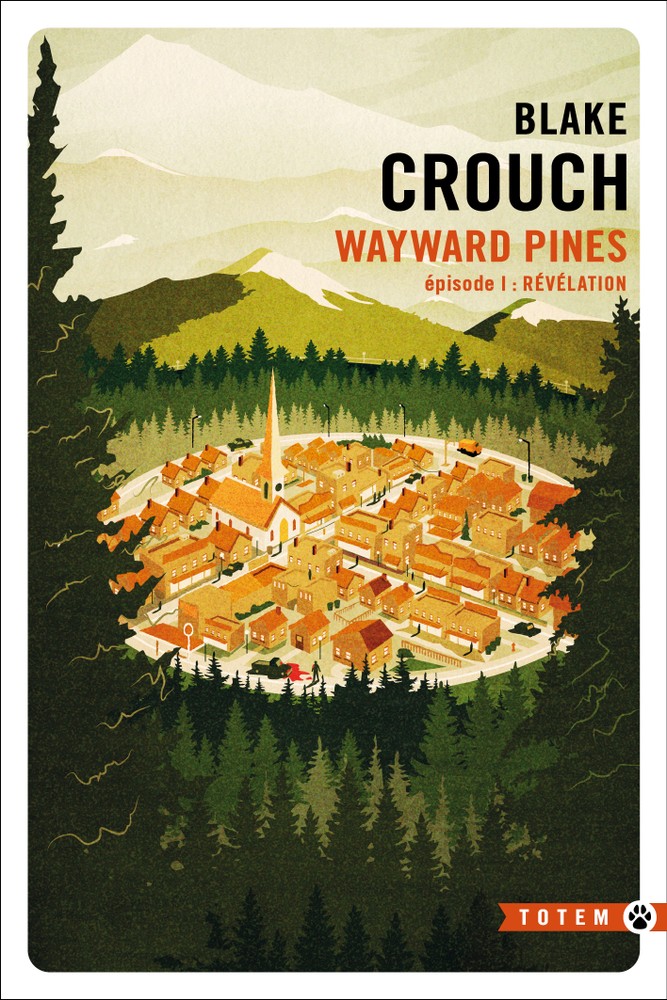 BLAKE
CROUCH
WAYWARD PINES
épisode I : RÉVÉLATION
TOTEM